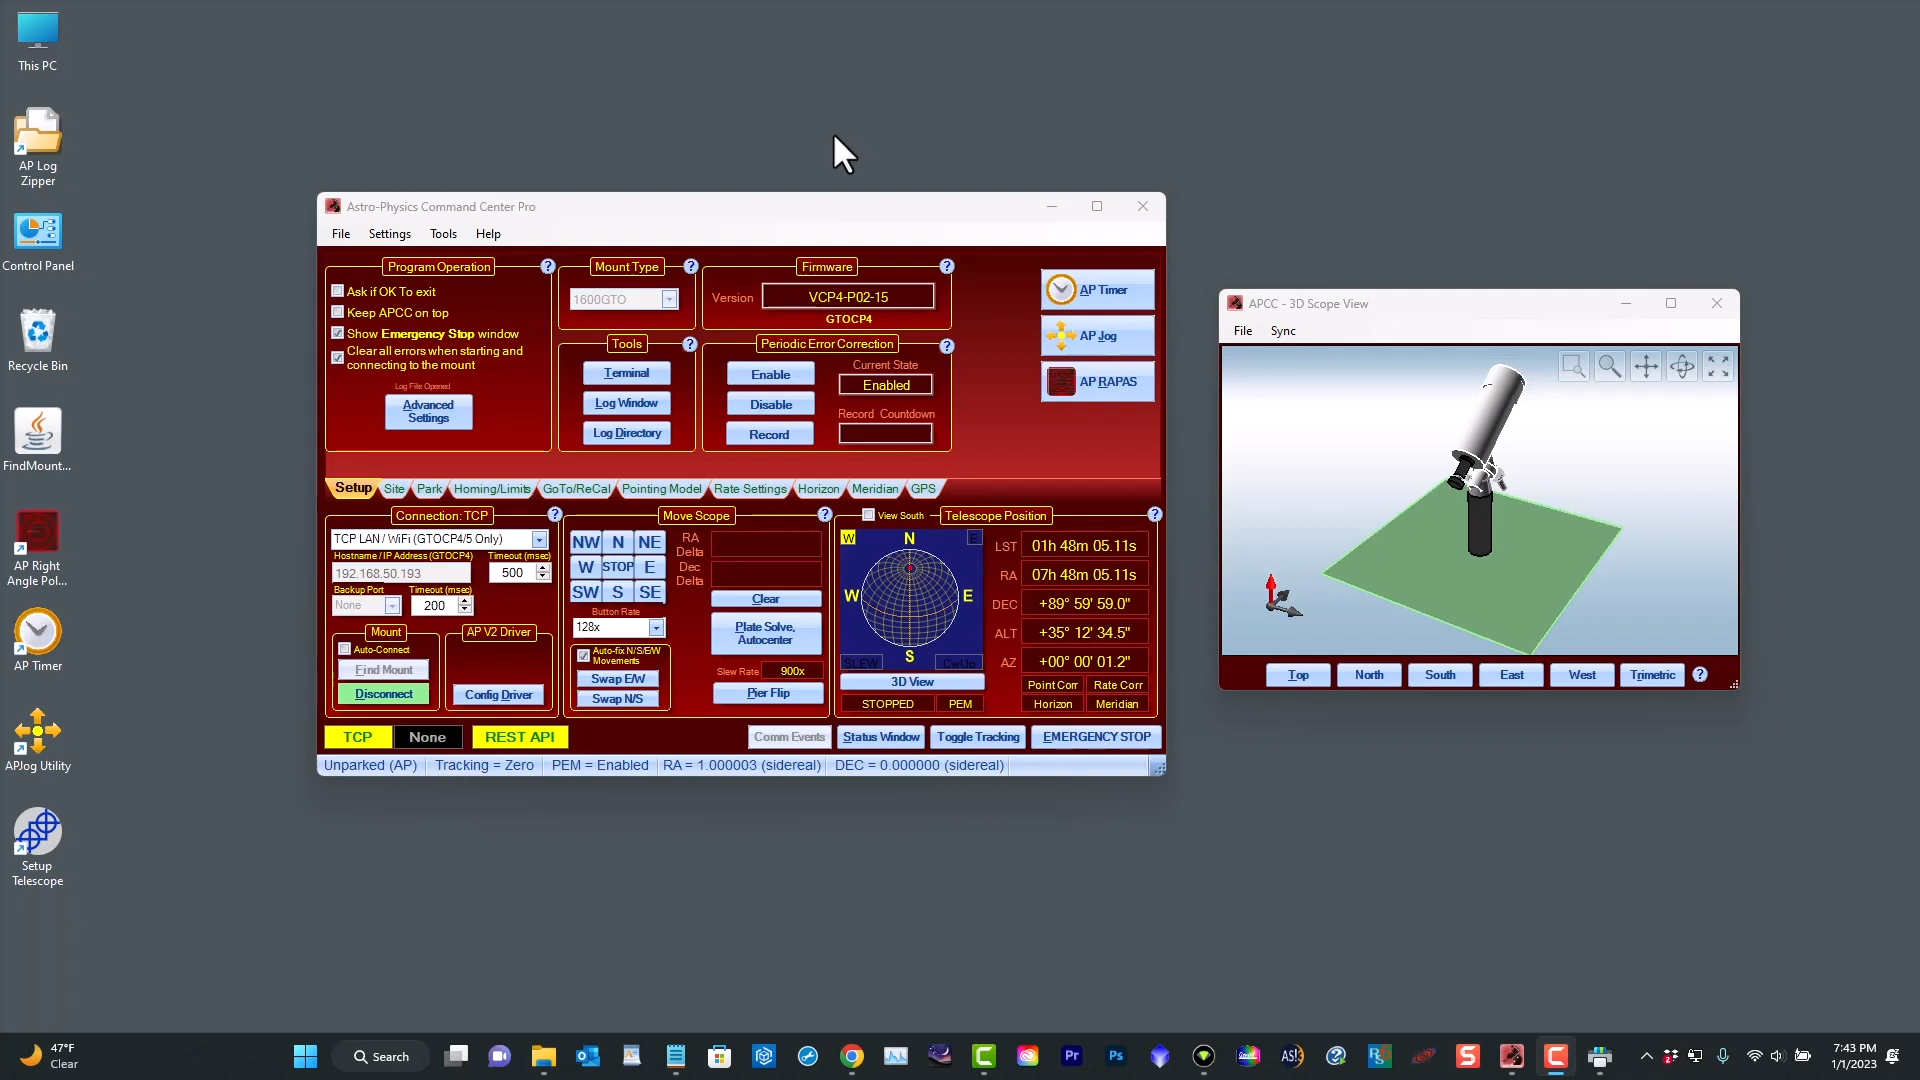 This PC
AP Log
Zipper
Control Panel
Recycle Bin
FindMount...
AP Right
Angle Pol...
AP Timer
APJog Utility
Setup
Telescope
Astro-Physics Command Center Pro
File Settings Tools Help
Program Operation
Ask if OK To exit
Keep APCC on top
Show Emergency Stop window
Clear all errors when starting and
connecting to the mount
Log File Opened
Advanced
Settings
Mount Type
1600GTO
Tools
Terminal
Log Window
Log Directory
Firmware
Version VCP4-P02-15
GTOCP4
Periodic Error Correction
Enable
Disable
Record
Current State
Enabled
Record Countdown
AP Timer
AP Jog
AP RAPAS
Setup Site Park Homing/Limits GoTo/ReCal Pointing Model Rate Settings Horizon Meridian GPS
Connection: TCP
TCP LAN / WiFi (GTOCP4/5 Only)
Hostname / IP Address (GTOCP4) Timeout (msec)
192.168.50.193 500
Backup Port Timeout (msec)
None 200
Mount
Auto-Connect
Find Mount
Disconnect
AP V2 Driver
Config Driver
Move Scope
NW N NE
W STOP E
SW S SE
Button Rate
128x
Auto-fix N/S/E/W
Movements
Swap E/W
Swap N/S
RA
Delta
Dec
Delta
Clear
Plate Solve,
Autocenter
Slew Rate 900x
Pier Flip
View South Telescope Position
W N E
W E
S
SLEW CwUp
3D View
STOPPED PEM
LST 01h 48m 05.11s
RA 07h 48m 05.11s
DEC +89° 59' 59.0"
ALT +35° 12' 34.5"
AZ +00° 00' 01.2"
Point Corr Rate Corr
Horizon Meridian
TCP None REST API Comm Events Status Window Toggle Tracking EMERGENCY STOP
Unparked (AP) Tracking = Zero PEM = Enabled RA = 1.000003 (sidereal) DEC = 0.000000 (sidereal)
APCC - 3D Scope View
File Sync
Top North South East West Trimetric
47°F
Clear
Search
Pr
Ps
AS!3
S
C
7:43 PM
1/1/2023